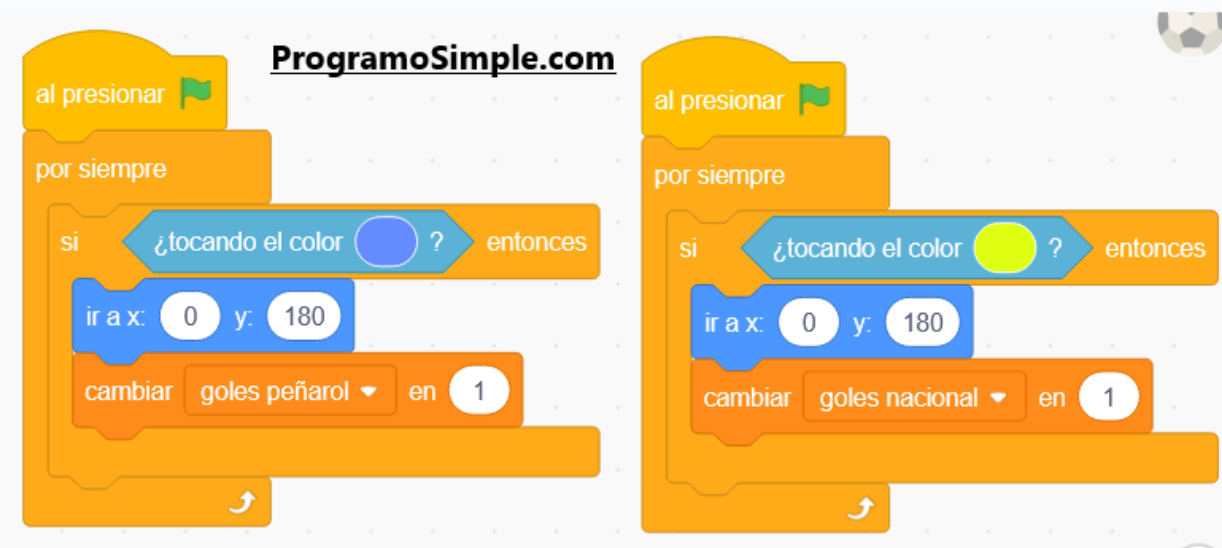 ProgramoSimple.com
al presionar
por siempre
si ¿tocando el color ? entonces
ir a x: 0 y: 180
cambiar goles peñarol en 1
al presionar
por siempre
si ¿tocando el color ? entonces
ir a x: 0 y: 180
cambiar goles nacional en 1